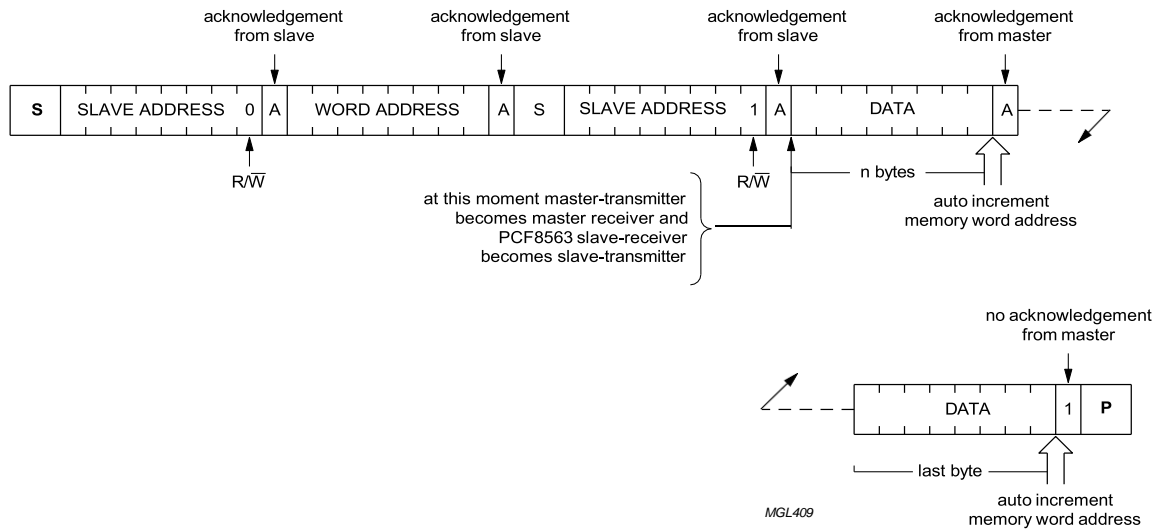 acknowledgement
from slave
acknowledgement
from slave
acknowledgement
from slave
acknowledgement
from master
S SLAVE ADDRESS 0 A WORD ADDRESS A S SLAVE ADDRESS 1 A DATA A
R/W̅
R/W̅
n bytes
at this moment master-transmitter
becomes master receiver and
PCF8563 slave-receiver
becomes slave-transmitter
auto increment
memory word address
no acknowledgement
from master
DATA 1 P
last byte
auto increment
memory word address
MGL409